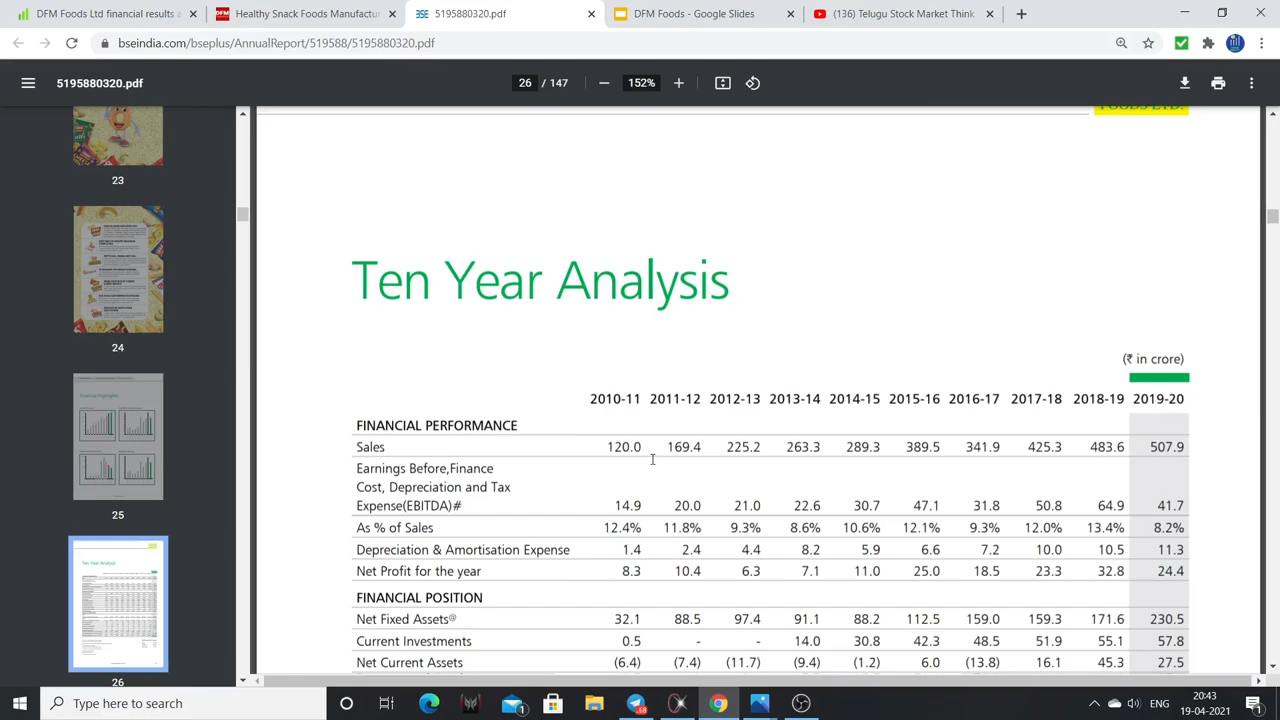 DFM Foods Ltd financial results a
Healthy Snack Foods Manufactur
5195880320.pdf
DFM Foods - Google Slides
(136) Telugu Stock Market Think
bseindia.com/bseplus/AnnualReport/519588/5195880320.pdf
5195880320.pdf
26 / 147
152%
FOODS LTD.
23
24
25
26
Ten Year Analysis
(₹ in crore)
2010-11 2011-12 2012-13 2013-14 2014-15 2015-16 2016-17 2017-18 2018-19 2019-20
FINANCIAL PERFORMANCE
Sales 120.0 169.4 225.2 263.3 289.3 389.5 341.9 425.3 483.6 507.9
Earnings Before,Finance
Cost, Depreciation and Tax
Expense(EBITDA)# 14.9 20.0 21.0 22.6 30.7 47.1 31.8 50.8 64.9 41.7
As % of Sales 12.4% 11.8% 9.3% 8.6% 10.6% 12.1% 9.3% 12.0% 13.4% 8.2%
Depreciation & Amortisation Expense 1.4 2.4 4.4 8.2 5.9 6.6 7.2 10.0 10.5 11.3
Net Profit for the year 8.3 10.4 6.3 7.1 11.0 25.0 18.5 23.3 32.8 24.4
FINANCIAL POSITION
Net Fixed Assets@ 32.1 88.5 97.4 91.1 88.2 112.5 159.0 159.3 171.6 230.5
Current Investments 0.5 - - 14.0 30.8 42.3 48.5 51.9 55.1 57.8
Net Current Assets (6.4) (7.4) (11.7) (9.4) (1.2) 6.0 (13.8) 16.1 45.3 27.5
Type here to search
ENG
20:43
19-04-2021